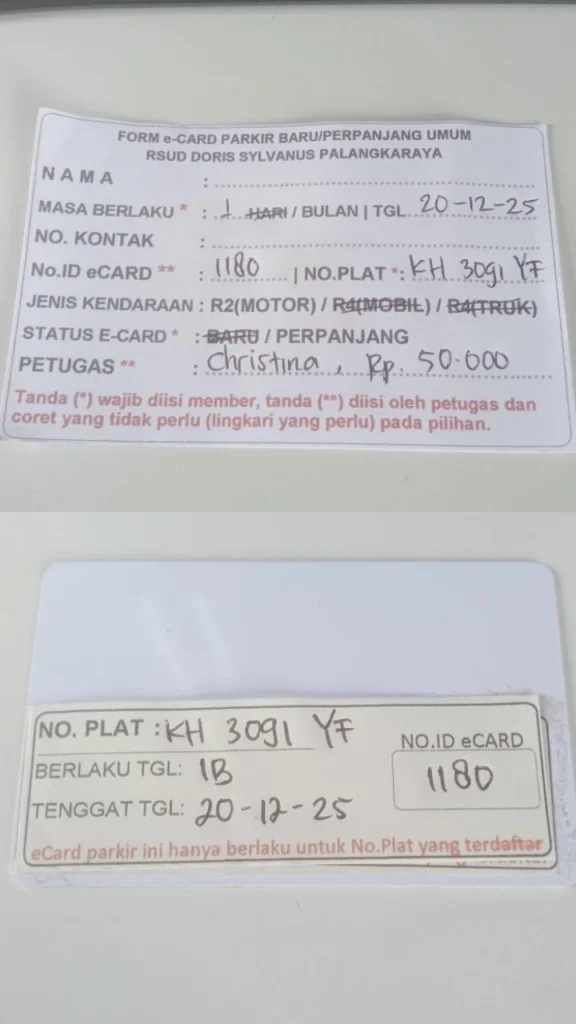 FORM e-CARD PARKIR BARU/PERPANJANG UMUM
RSUD DORIS SYLVANUS PALANGKARAYA
NAMA :
MASA BERLAKU * : 1 HARI / BULAN | TGL 20-12-25
NO. KONTAK :
No.ID eCARD ** : 1180 | NO.PLAT *: KH 3091 YF
JENIS KENDARAAN : R2(MOTOR) / R4(MOBIL) / R4(TRUK)
STATUS E-CARD * : BARU / PERPANJANG
PETUGAS ** : Christina, Rp. 50.000
Tanda (*) wajib diisi member, tanda (**) diisi oleh petugas dan
coret yang tidak perlu (lingkari yang perlu) pada pilihan.
NO. PLAT : KH 3091 YF
NO.ID eCARD
BERLAKU TGL: 1B
1180
TENGGAT TGL: 20-12-25
eCard parkir ini hanya berlaku untuk No.Plat yang terdaftar